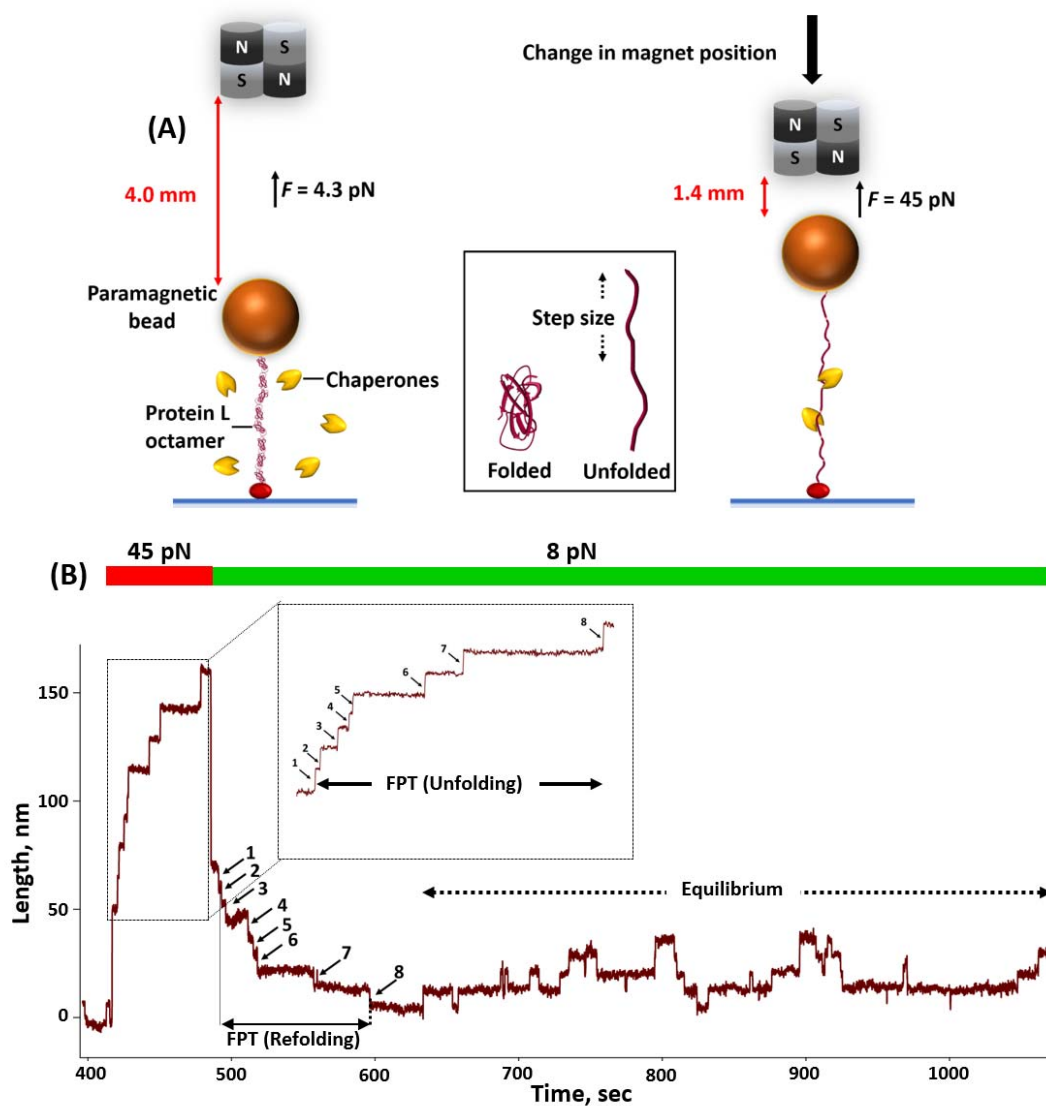 (A)
N S
S N
4.0 mm
F = 4.3 pN
Paramagnetic
bead
Chaperones
Protein L
octamer
Step size
Folded
Unfolded
Change in magnet position
N S
S N
1.4 mm
F = 45 pN
(B)
45 pN
8 pN
Length, nm
150
100
50
0
1
2
3
4
5
6
7
8
FPT (Unfolding)
1
2
3
4
5
6
7
8
FPT (Refolding)
Equilibrium
400 500 600 700 800 900 1000
Time, sec